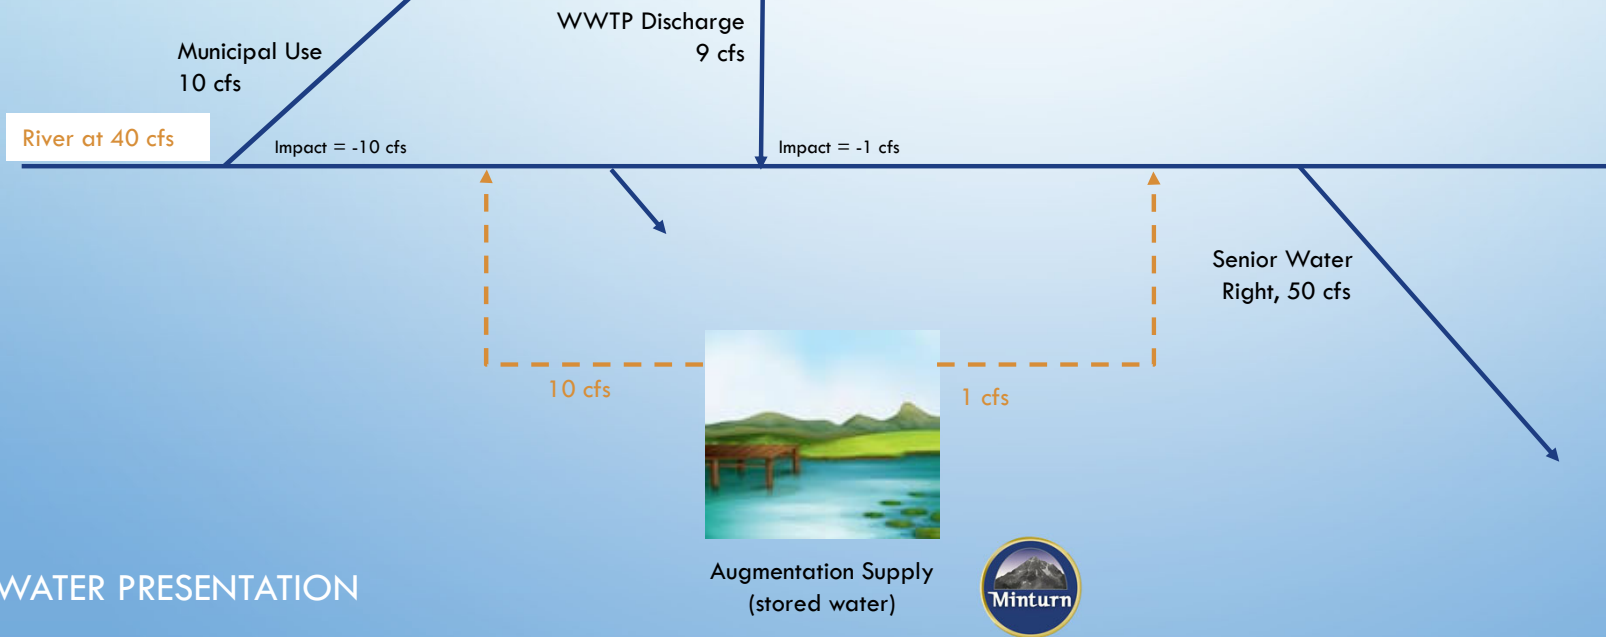 WWTP Discharge
9 cfs
Municipal Use
10 cfs
River at 40 cfs
Impact = -10 cfs
Impact = -1 cfs
Senior Water
Right, 50 cfs
10 cfs
1 cfs
Augmentation Supply
(stored water)
WATER PRESENTATION
Minturn